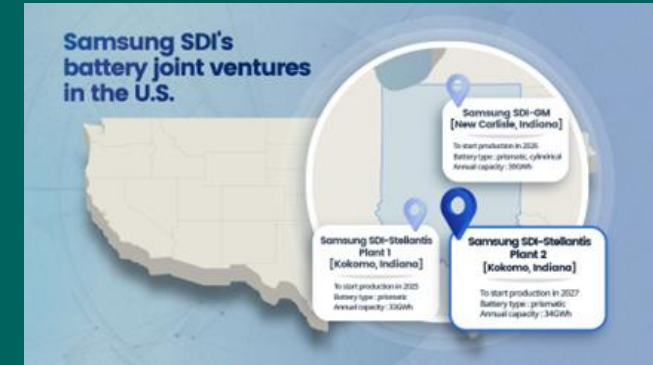 Samsung SDI's
battery joint ventures
in the U.S.
Samsung SDI-GM
[New Carlisle, Indiana]
To start production in 2026
Battery type : prismatic, cylindrical
Annual capacity : 30GWh
Samsung SDI-Stellantis
Plant 1
[Kokomo, Indiana]
To start production in 2025
Battery type : prismatic
Annual capacity : 33GWh
Samsung SDI-Stellantis
Plant 2
[Kokomo, Indiana]
To start production in 2027
Battery type : prismatic
Annual capacity : 34GWh